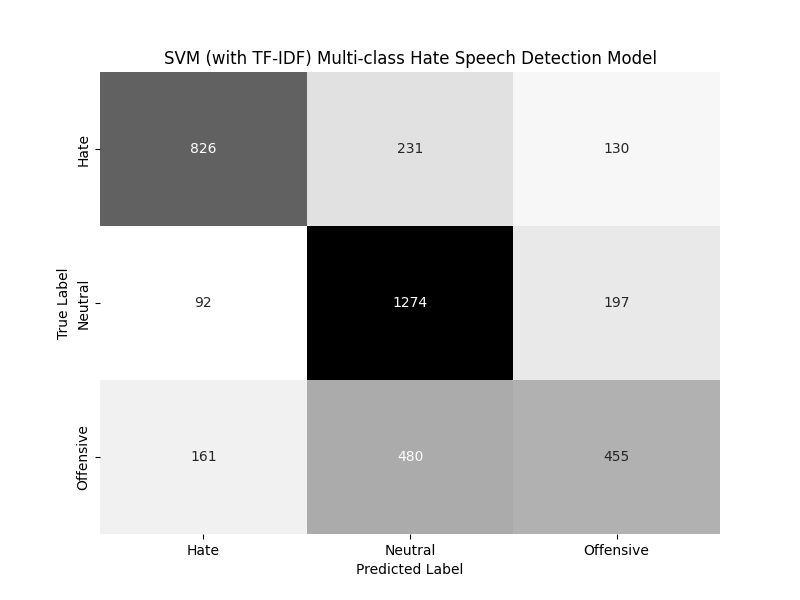 SVM (with TF-IDF) Multi-class Hate Speech Detection Model
True Label
Hate
826 231 130
Neutral
92 1274 197
Offensive
161 480 455
Hate Neutral Offensive
Predicted Label